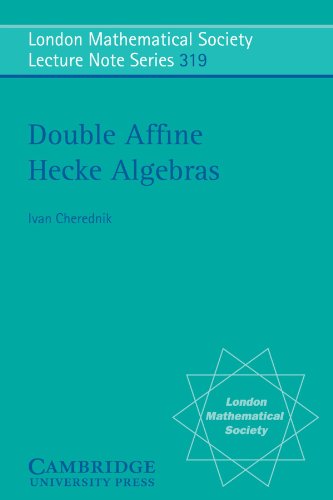 London Mathematical Society
Lecture Note Series 319
Double Affine
Hecke Algebras
Ivan Cherednik
London
Mathematical
Society
CAMBRIDGE
UNIVERSITY PRESS